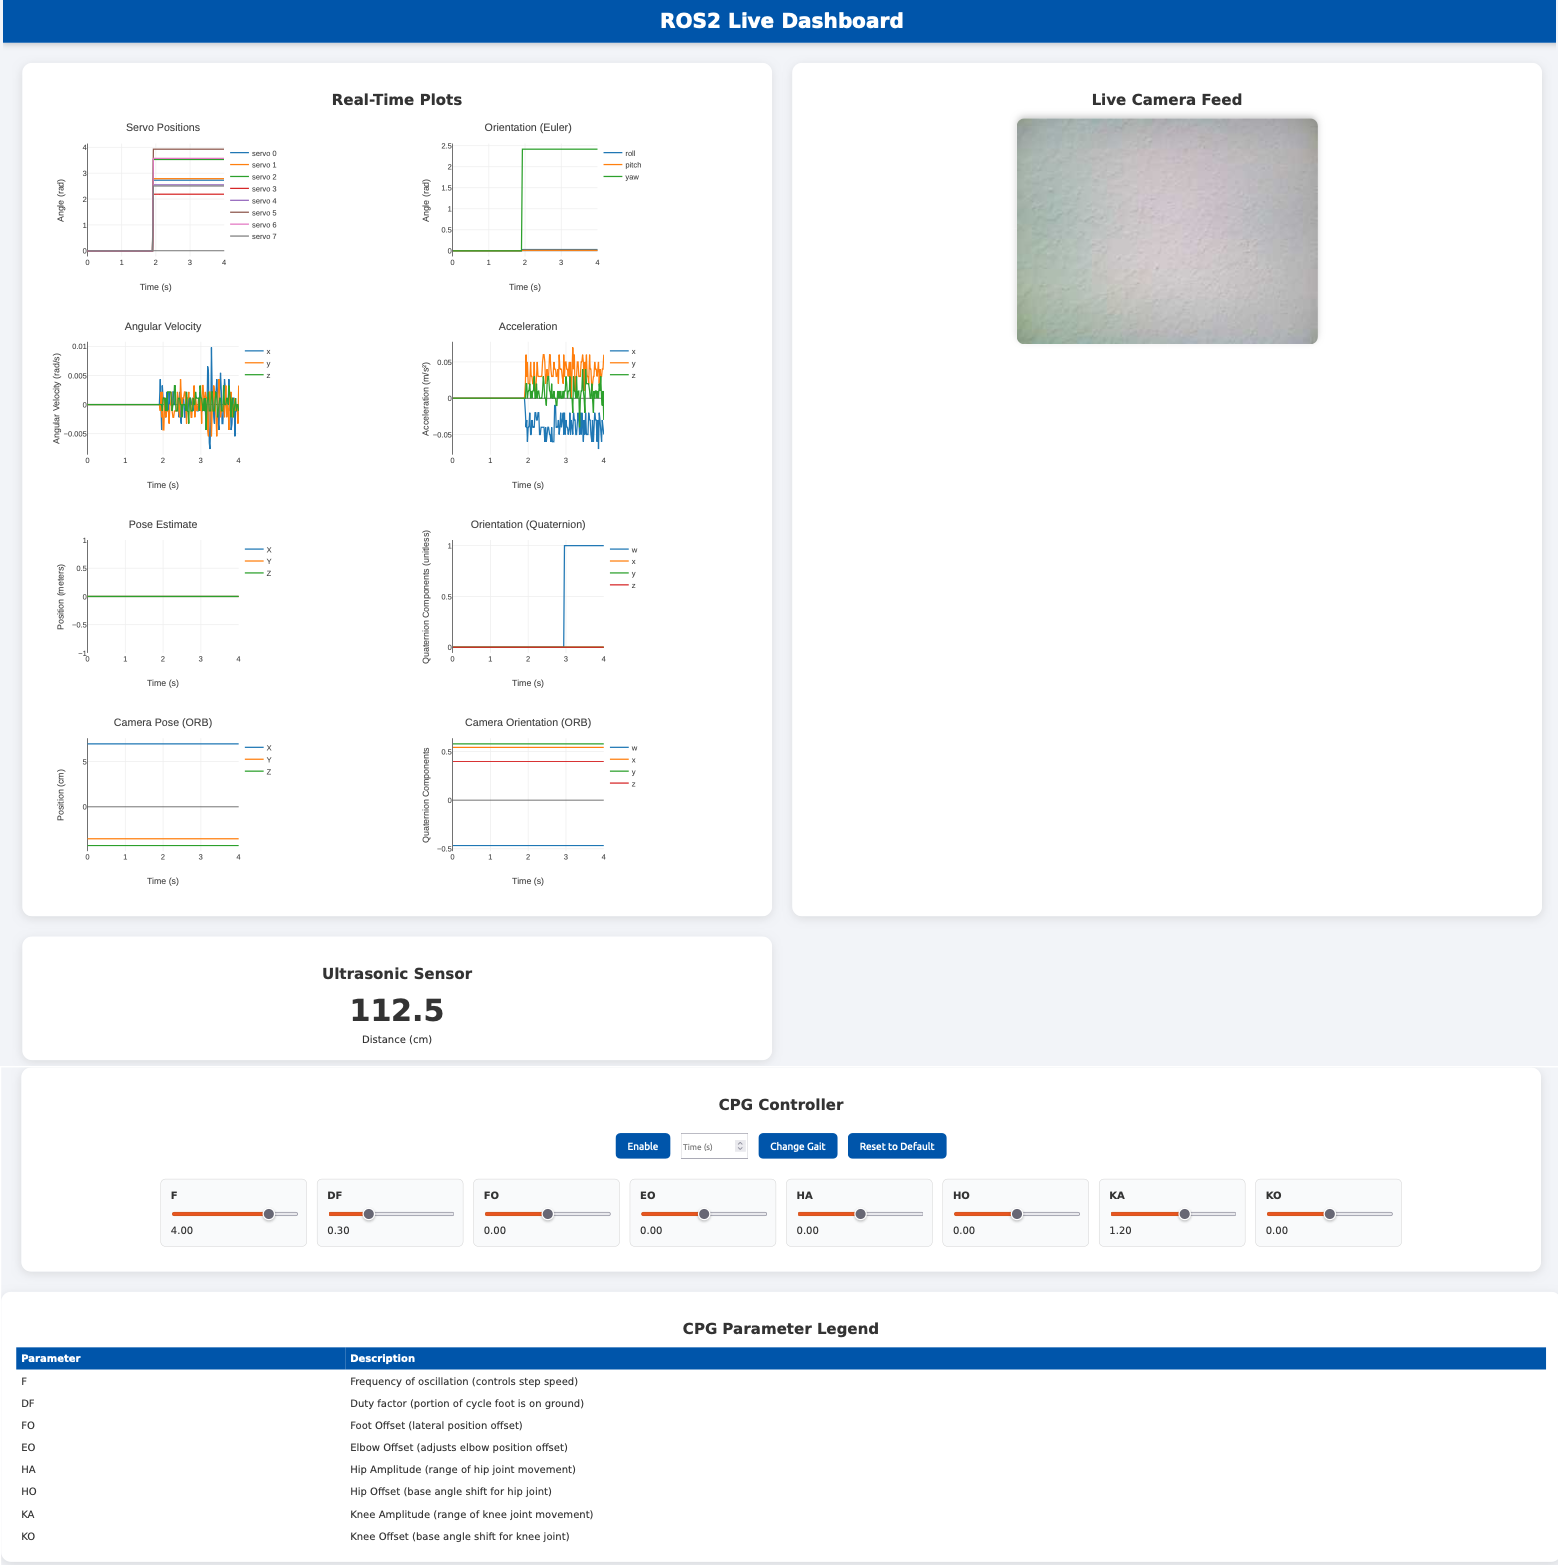 ROS2 Live Dashboard
Real-Time Plots
Servo Positions
Angle (rad)
4
3
2
1
0
0 1 2 3 4
Time (s)
servo 0
servo 1
servo 2
servo 3
servo 4
servo 5
servo 6
servo 7
Orientation (Euler)
Angle (rad)
2.5
2
1.5
1
0.5
0
0 1 2 3 4
Time (s)
roll
pitch
yaw
Angular Velocity
Angular Velocity (rad/s)
0.01
0.005
0
−0.005
0 1 2 3 4
Time (s)
x
y
z
Acceleration
Acceleration (m/s²)
0.05
0
−0.05
0 1 2 3 4
Time (s)
x
y
z
Pose Estimate
Position (meters)
1
0.5
0
−0.5
−1
0 1 2 3 4
Time (s)
X
Y
Z
Orientation (Quaternion)
Quaternion Components (unitless)
1
0.5
0
0 1 2 3 4
Time (s)
w
x
y
z
Camera Pose (ORB)
Position (cm)
5
0
0 1 2 3 4
Time (s)
X
Y
Z
Camera Orientation (ORB)
Quaternion Components
0.5
0
−0.5
0 1 2 3 4
Time (s)
w
x
y
z
Live Camera Feed
Ultrasonic Sensor
112.5
Distance (cm)
CPG Controller
Enable Time (s) Change Gait Reset to Default
F DF FO EO HA HO KA KO
4.00 0.30 0.00 0.00 0.00 0.00 1.20 0.00
CPG Parameter Legend
Parameter Description
F Frequency of oscillation (controls step speed)
DF Duty factor (portion of cycle foot is on ground)
FO Foot Offset (lateral position offset)
EO Elbow Offset (adjusts elbow position offset)
HA Hip Amplitude (range of hip joint movement)
HO Hip Offset (base angle shift for hip joint)
KA Knee Amplitude (range of knee joint movement)
KO Knee Offset (base angle shift for knee joint)